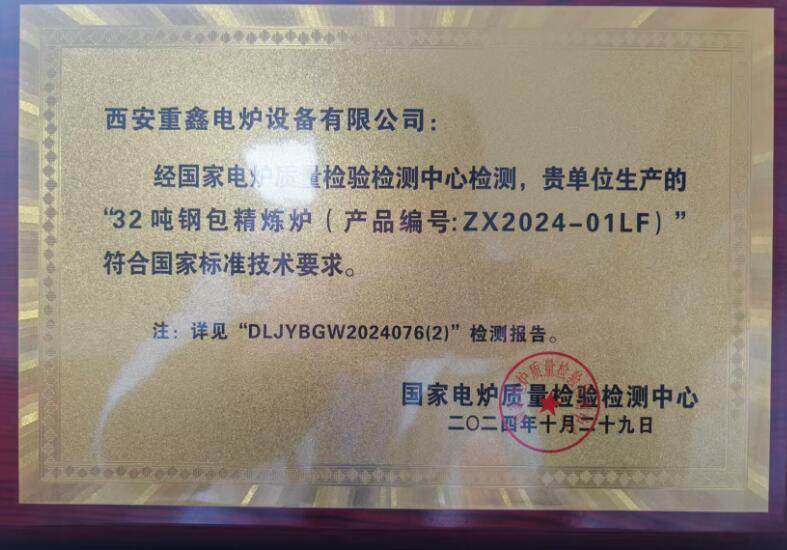 西安重鑫电炉设备有限公司：
经国家电炉质量检验检测中心检测，贵单位生产的
“32吨钢包精炼炉（产品编号:ZX2024-01LF）”
符合国家标准技术要求。
注：详见“DLJYBGW2024076(2)”检测报告。
国家电炉质量检验检测中心
二〇二四年十月二十九日